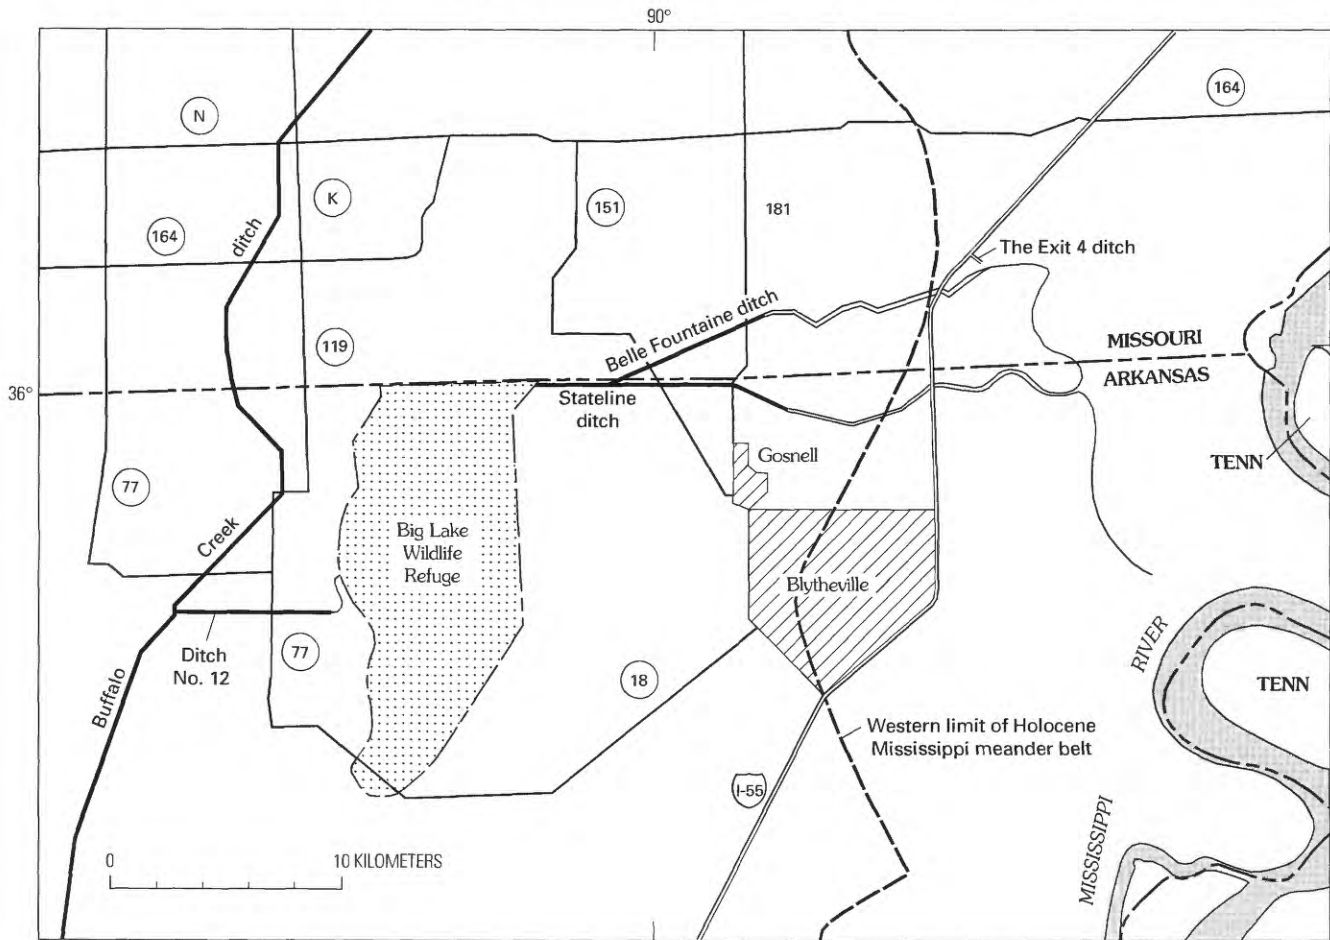 90°
164
N
K
151
181
164
ditch
The Exit 4 ditch
Belle Fountaine ditch
119
MISSOURI
ARKANSAS
36°
Stateline
ditch
TENN
Gosnell
77
Creek
Big Lake
Wildlife
Refuge
Blytheville
RIVER
Ditch
No. 12
77
18
TENN
Buffalo
Western limit of Holocene
Mississippi meander belt
I-55
MISSISSIPPI
0
10 KILOMETERS